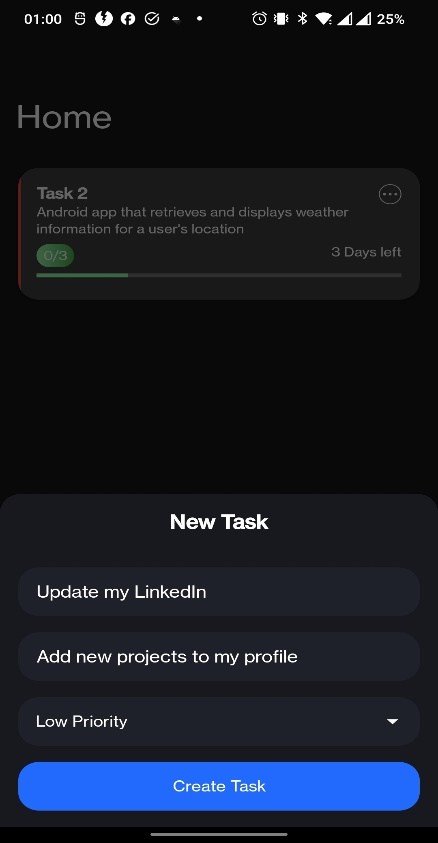 01:00
25%
Home
Task 2
Android app that retrieves and displays weather
information for a user's location
0/3
3 Days left
New Task
Update my LinkedIn
Add new projects to my profile
Low Priority
Create Task